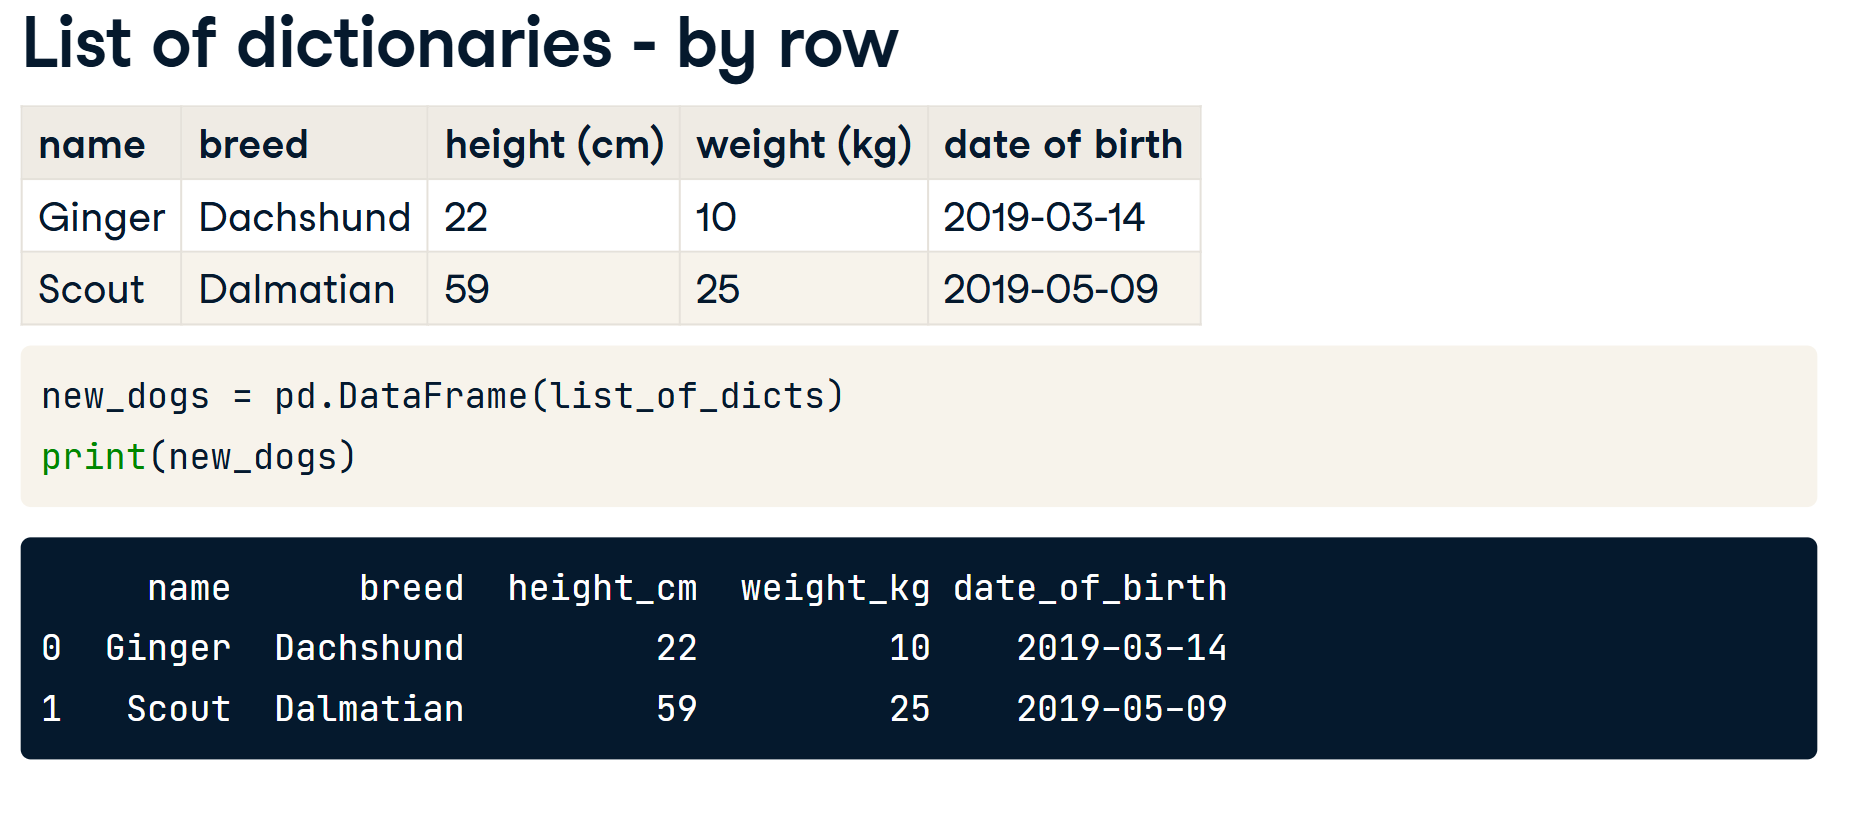 List of dictionaries - by row
name breed height (cm) weight (kg) date of birth
Ginger Dachshund 22 10 2019-03-14
Scout Dalmatian 59 25 2019-05-09
new_dogs = pd.DataFrame(list_of_dicts)
print(new_dogs)
name breed height_cm weight_kg date_of_birth
0 Ginger Dachshund 22 10 2019-03-14
1 Scout Dalmatian 59 25 2019-05-09